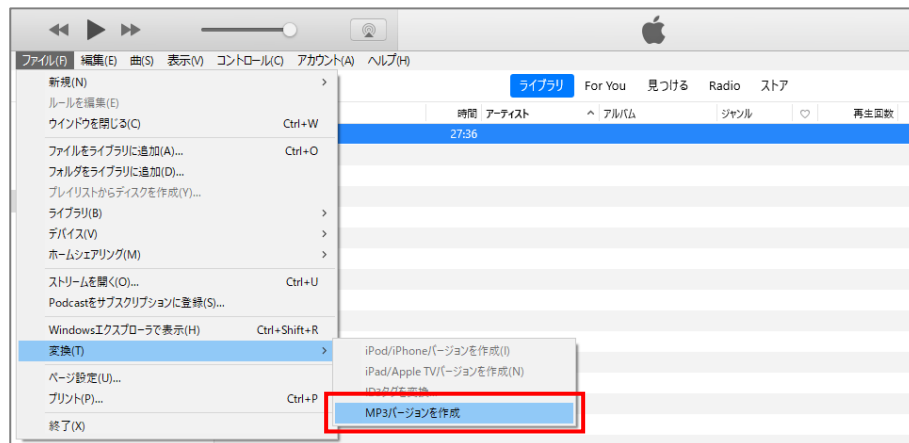 ファイル(F) 編集(E) 曲(S) 表示(V) コントロール(C) アカウント(A) ヘルプ(H)
ライブラリ For You 見つける Radio ストア
時間 アーティスト アルバム ジャンル 再生回数
27:36
新規(N)
ルールを編集(E)
ウインドウを閉じる(C) Ctrl+W
ファイルをライブラリに追加(A)... Ctrl+O
フォルダをライブラリに追加(D)...
プレイリストからディスクを作成(Y)...
ライブラリ(B)
デバイス(V)
ホームシェアリング(M)
ストリームを開く(O)... Ctrl+U
Podcastをサブスクリプションに登録(S)...
Windowsエクスプローラで表示(H) Ctrl+Shift+R
変換(T)
ページ設定(U)...
プリント(P)... Ctrl+P
終了(X)
iPod/iPhoneバージョンを作成(I)
iPad/Apple TVバージョンを作成(N)
ID3タグを変換...
MP3バージョンを作成